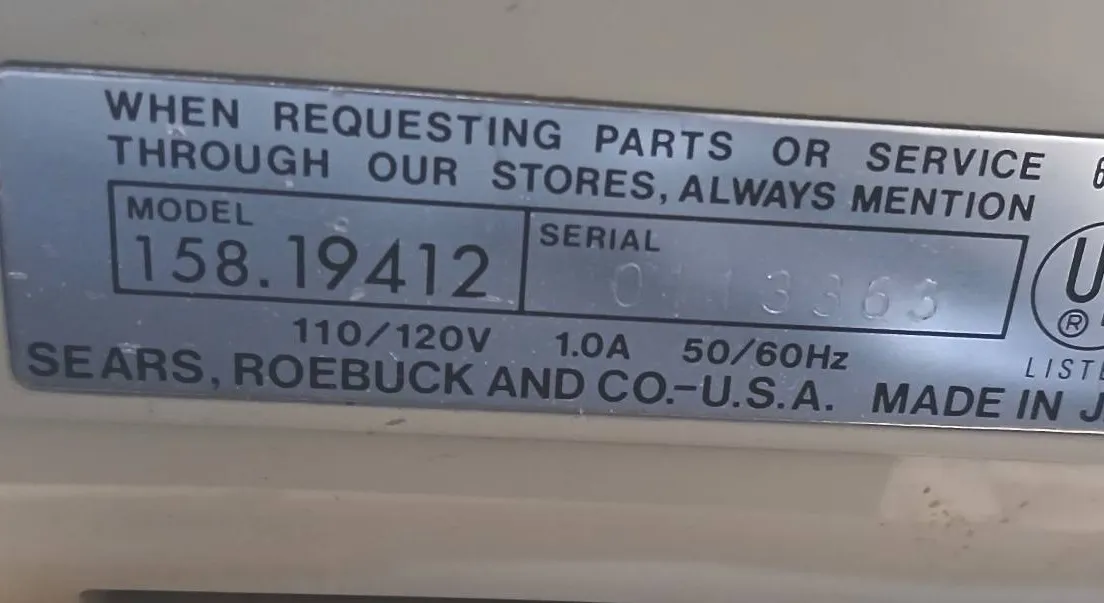 WHEN REQUESTING PARTS OR SERVICE
THROUGH OUR STORES, ALWAYS MENTION
MODEL
158.19412
SERIAL
0113363
110/120V 1.0A 50/60Hz
SEARS, ROEBUCK AND CO.-U.S.A. MADE IN